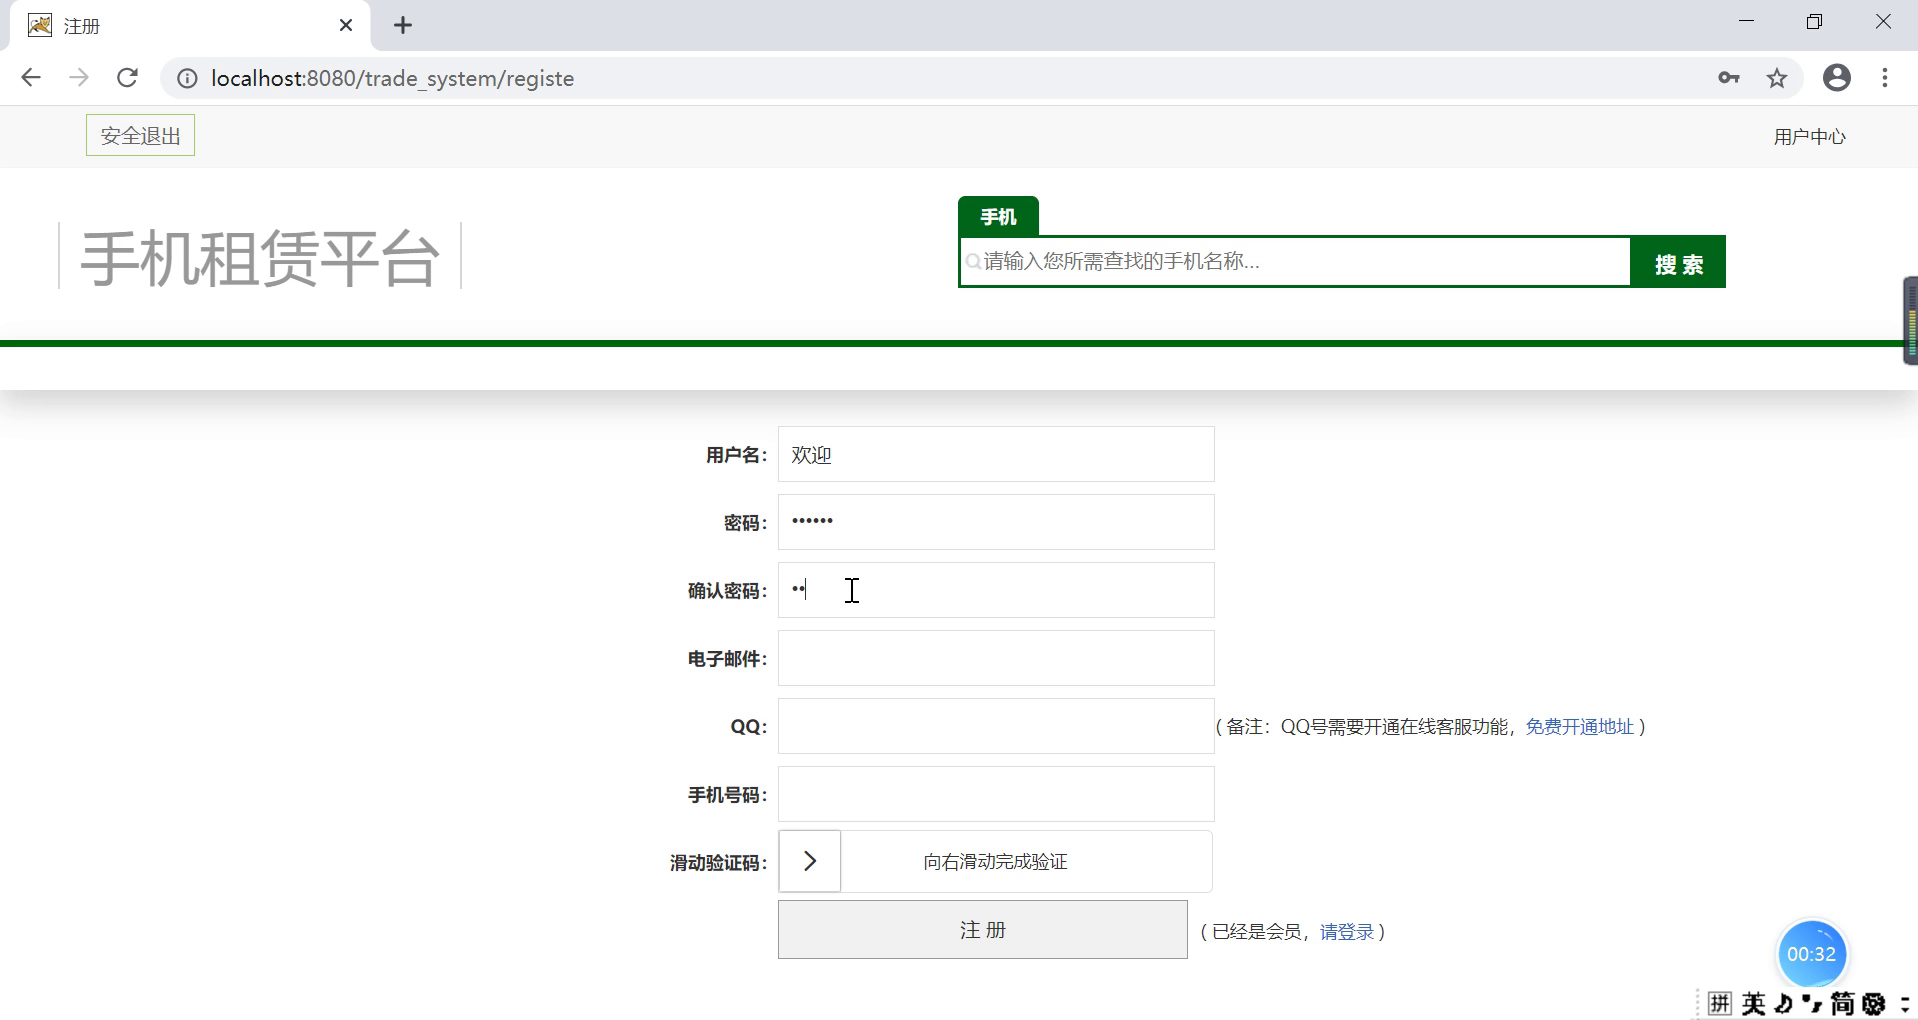 注册
localhost:8080/trade_system/registe
安全退出
用户中心
手机租赁平台
手机
请输入您所需查找的手机名称...
搜 索
用户名：
欢迎
密码：
••••••
确认密码：
••
电子邮件：
QQ：
（备注：QQ号需要开通在线客服功能，免费开通地址）
手机号码：
滑动验证码：
向右滑动完成验证
注 册
（已经是会员，请登录）
00:32
拼 英 简